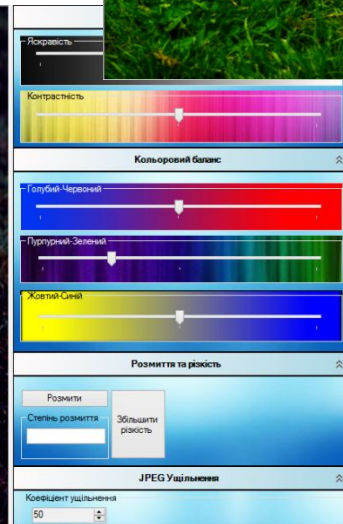 Яскравість
Контрастність
Кольоровий баланс
Голубий-Червоний
Пурпурний-Зелений
Жовтий-Синій
Розмиття та різкість
Розмити
Степінь розмиття
Збільшити
різкість
JPEG Ущільнення
Коефіцієнт ущільнення
50